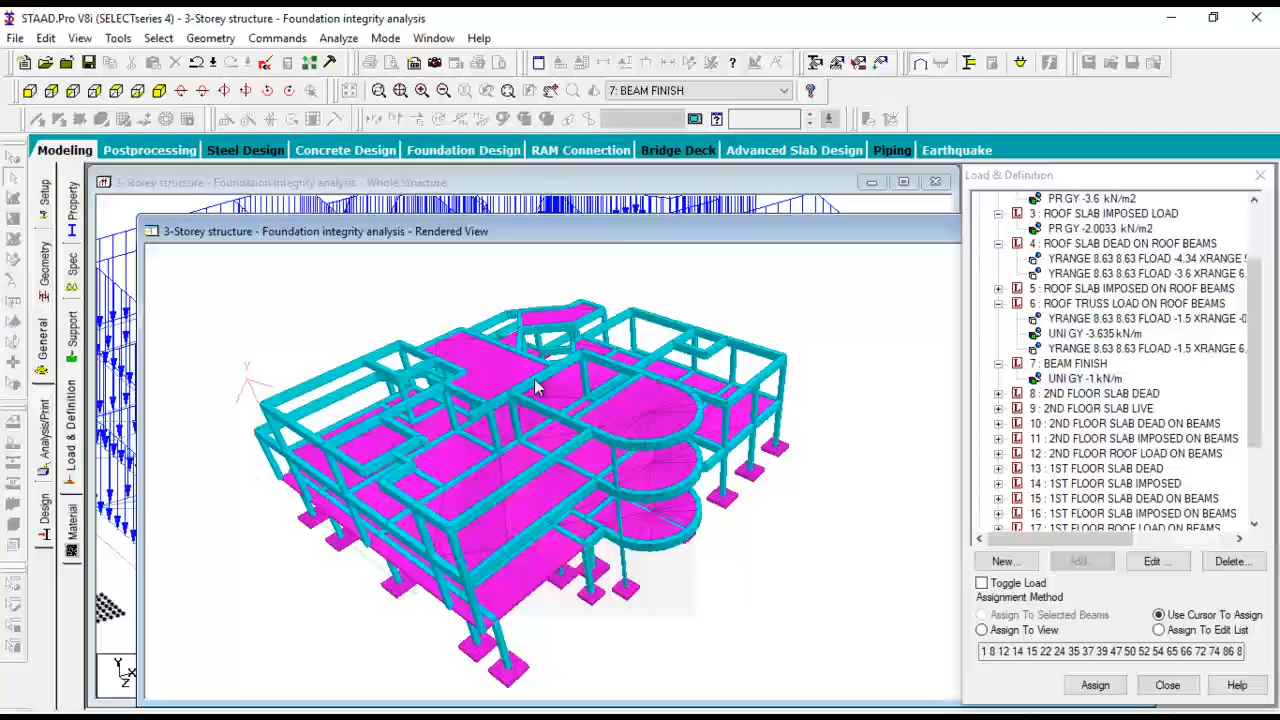 STAAD.Pro V8i (SELECTseries 4) - 3-Storey structure - Foundation integrity analysis
File Edit View Tools Select Geometry Commands Analyze Mode Window Help
7: BEAM FINISH
Modeling Postprocessing Steel Design Concrete Design Foundation Design RAM Connection Bridge Deck Advanced Slab Design Piping Earthquake
3-Storey structure - Foundation integrity analysis - Whole Structure
3-Storey structure - Foundation integrity analysis - Rendered View
Setup
Geometry
General
Analysis/Print
Design
Property
Spec
Support
Load & Definition
Material
Y
Y
X
Z
Load & Definition
PR GY -3.6 kN/m2
3 : ROOF SLAB IMPOSED LOAD
PR GY -2.0033 kN/m2
4 : ROOF SLAB DEAD ON ROOF BEAMS
YRANGE 8.63 8.63 FLOAD -4.34 XRANGE
YRANGE 8.63 8.63 FLOAD -3.6 XRANGE 6.
5 : ROOF SLAB IMPOSED ON ROOF BEAMS
6 : ROOF TRUSS LOAD ON ROOF BEAMS
YRANGE 8.63 8.63 FLOAD -1.5 XRANGE -0
UNI GY -3.635 kN/m
YRANGE 8.63 8.63 FLOAD -1.5 XRANGE 6.
7 : BEAM FINISH
UNI GY -1 kN/m
8 : 2ND FLOOR SLAB DEAD
9 : 2ND FLOOR SLAB LIVE
10 : 2ND FLOOR SLAB DEAD ON BEAMS
11 : 2ND FLOOR SLAB IMPOSED ON BEAMS
12 : 2ND FLOOR ROOF LOAD ON BEAMS
13 : 1ST FLOOR SLAB DEAD
14 : 1ST FLOOR SLAB IMPOSED
15 : 1ST FLOOR SLAB DEAD ON BEAMS
16 : 1ST FLOOR SLAB IMPOSED ON BEAMS
17 : 1ST FLOOR ROOF LOAD ON BEAMS
New... Add... Edit ... Delete...
Toggle Load
Assignment Method
Assign To Selected Beams Use Cursor To Assign
Assign To View Assign To Edit List
1 8 12 14 15 22 24 35 37 39 47 50 52 54 65 66 72 74 86 8
Assign Close Help